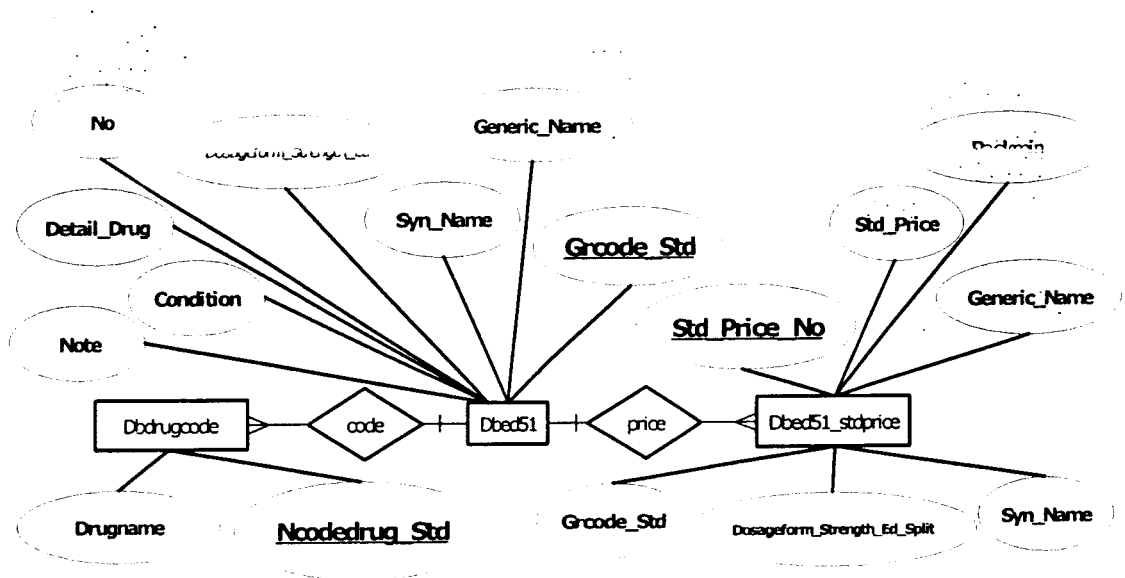 No
Generic_Name
Detail_Drug
Syn_Name
Grcode_Std
Std_Price
Condition
Generic_Name
Note
Std_Price_No
Dbdrugcode
code
Dbed51
price
Dbed51_stdprice
Drugname
Ncodedrug_Std
Grcode_Std
Dosageform_Strength_Ed_Split
Syn_Name